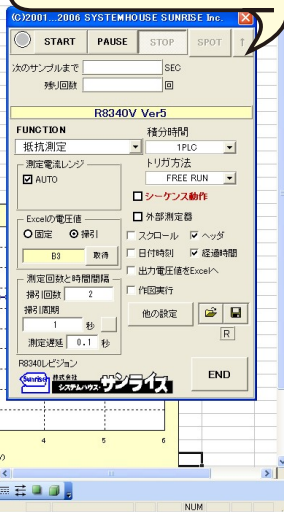 (C)2001...2006 SYSTEMHOUSE SUNRISE Inc.
START PAUSE STOP SPOT ↑
次のサンプルまで SEC
残り回数 回
R8340V Ver5
FUNCTION 積分時間
抵抗測定 1PLC
測定電流レンジ トリガ方法
AUTO FREE RUN
シーケンス動作
Excelの電圧値 外部測定器
固定 掃引 スクロール ヘッダ
B3 取得 日付時刻 経過時間
出力電圧値をExcelへ
測定回数と時間間隔 作図実行
掃引回数 2 他の設定
掃引周期
1 秒 R
測定遅延 0.1 秒
R8340レビジョン
Sunrise 株式会社 システムハウス サンライズ END
4 5 6
NUM